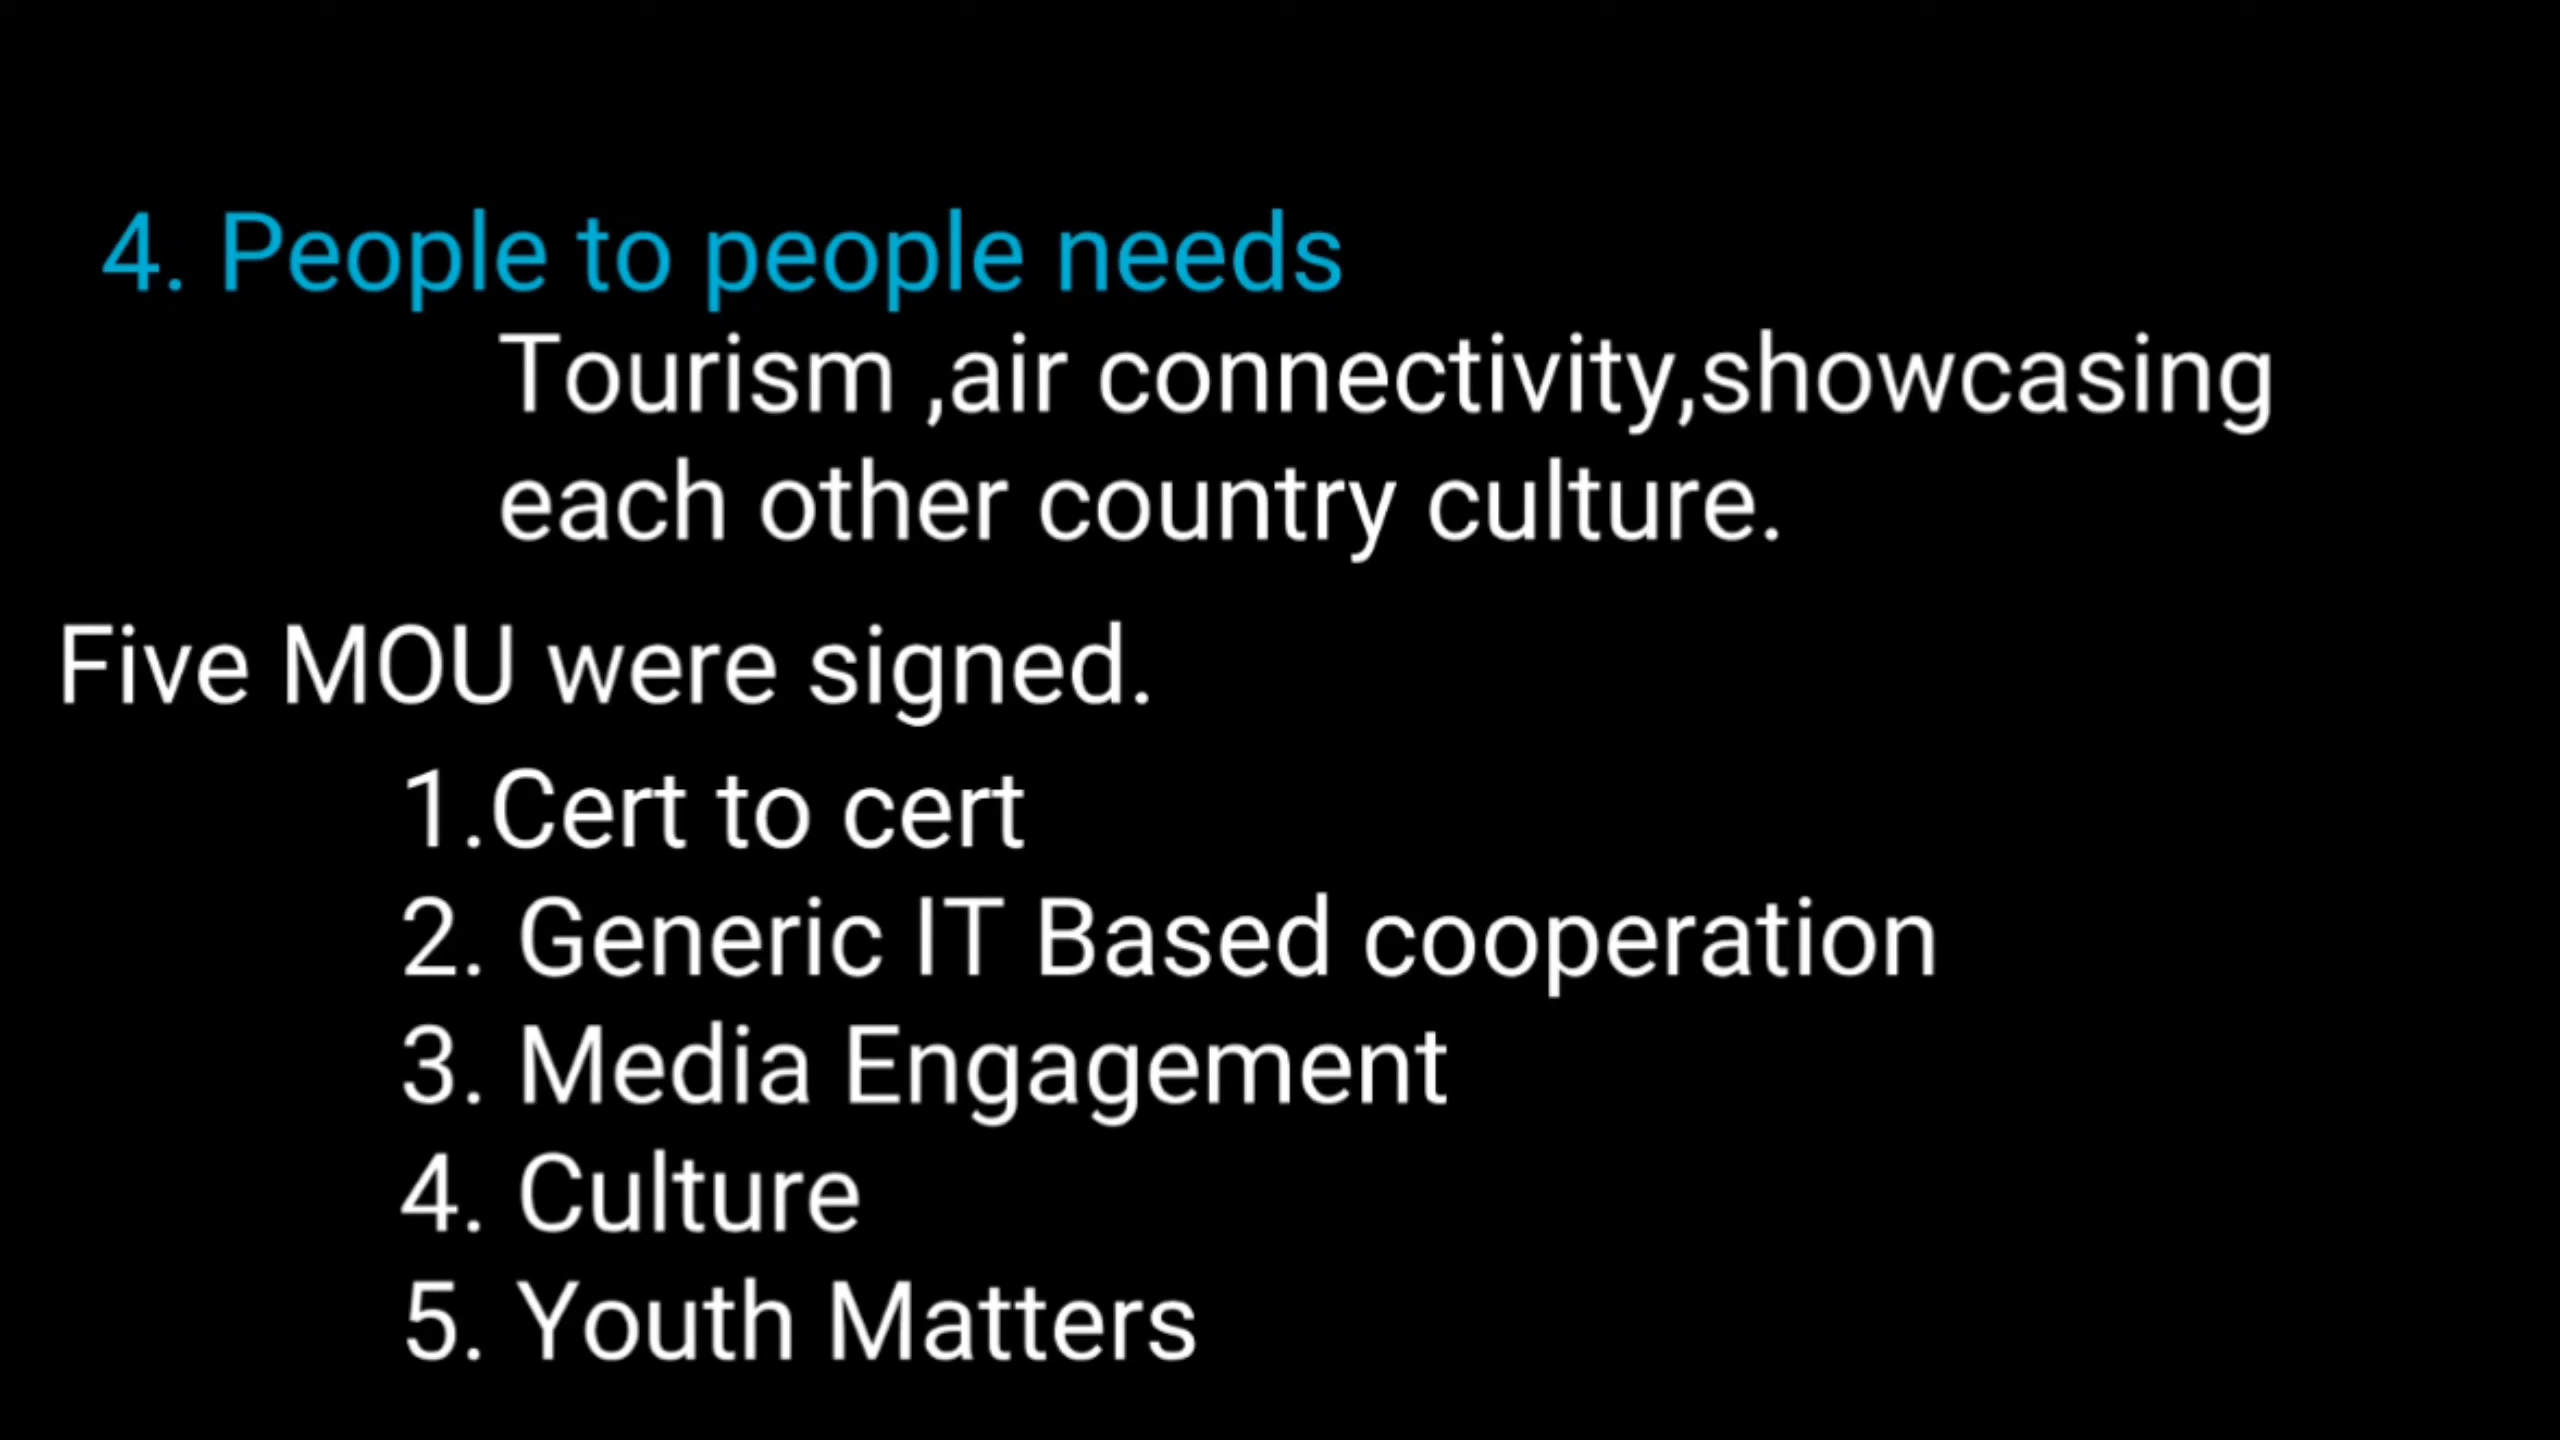 4. People to people needs
Tourism ,air connectivity,showcasing
each other country culture.
Five MOU were signed.
1.Cert to cert
2. Generic IT Based cooperation
3. Media Engagement
4. Culture
5. Youth Matters